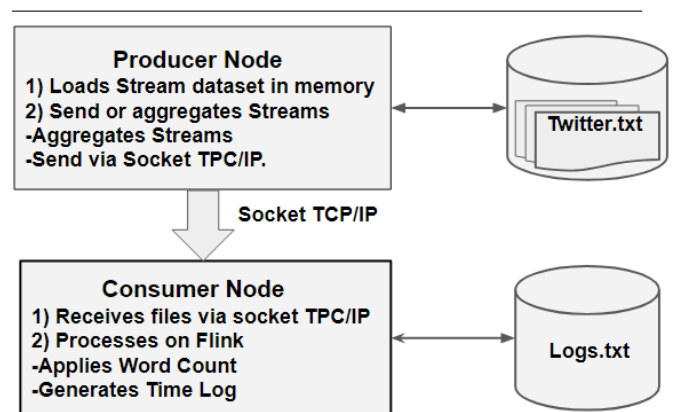 Producer Node
1) Loads Stream dataset in memory
2) Send or aggregates Streams
-Aggregates Streams
-Send via Socket TPC/IP.
Twitter.txt
Socket TCP/IP
Consumer Node
1) Receives files via socket TPC/IP
2) Processes on Flink
-Applies Word Count
-Generates Time Log
Logs.txt